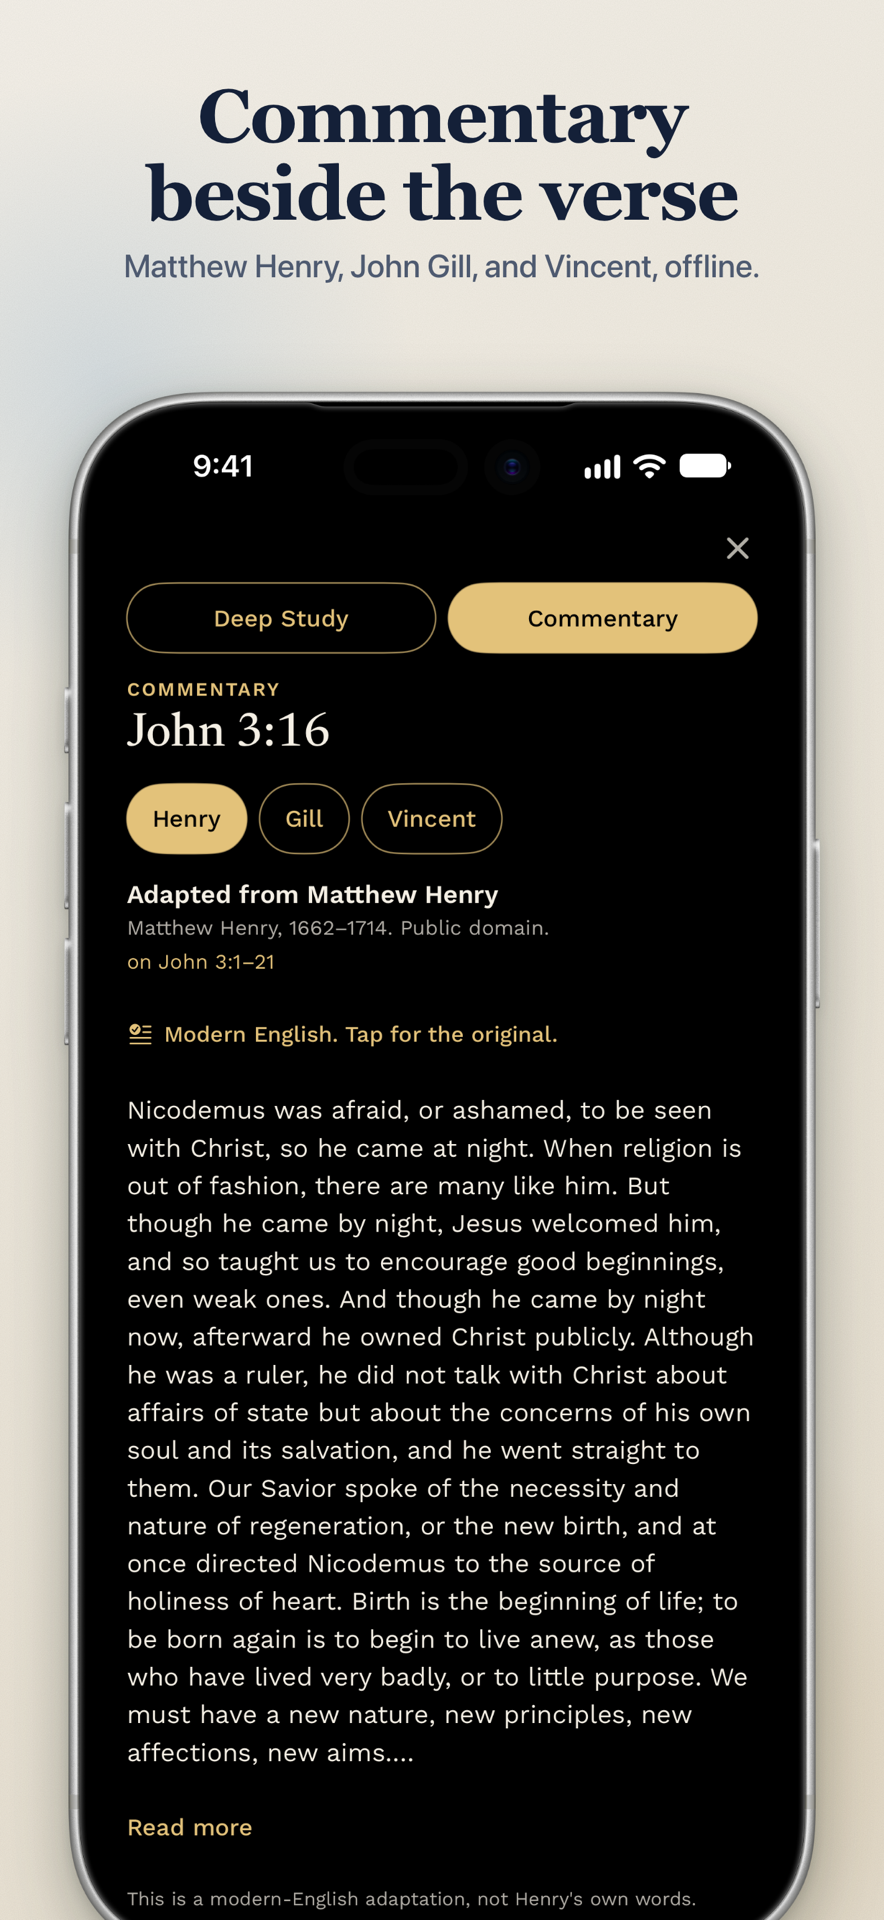 Commentary
beside the verse
Matthew Henry, John Gill, and Vincent, offline.
9:41
Deep Study
Commentary
COMMENTARY
John 3:16
Henry
Gill
Vincent
Adapted from Matthew Henry
Matthew Henry, 1662–1714. Public domain.
on John 3:1–21
Modern English. Tap for the original.
Nicodemus was afraid, or ashamed, to be seen
with Christ, so he came at night. When religion is
out of fashion, there are many like him. But
though he came by night, Jesus welcomed him,
and so taught us to encourage good beginnings,
even weak ones. And though he came by night
now, afterward he owned Christ publicly. Although
he was a ruler, he did not talk with Christ about
affairs of state but about the concerns of his own
soul and its salvation, and he went straight to
them. Our Savior spoke of the necessity and
nature of regeneration, or the new birth, and at
once directed Nicodemus to the source of
holiness of heart. Birth is the beginning of life; to
be born again is to begin to live anew, as those
who have lived very badly, or to little purpose. We
must have a new nature, new principles, new
affections, new aims....
Read more
This is a modern-English adaptation, not Henry's own words.